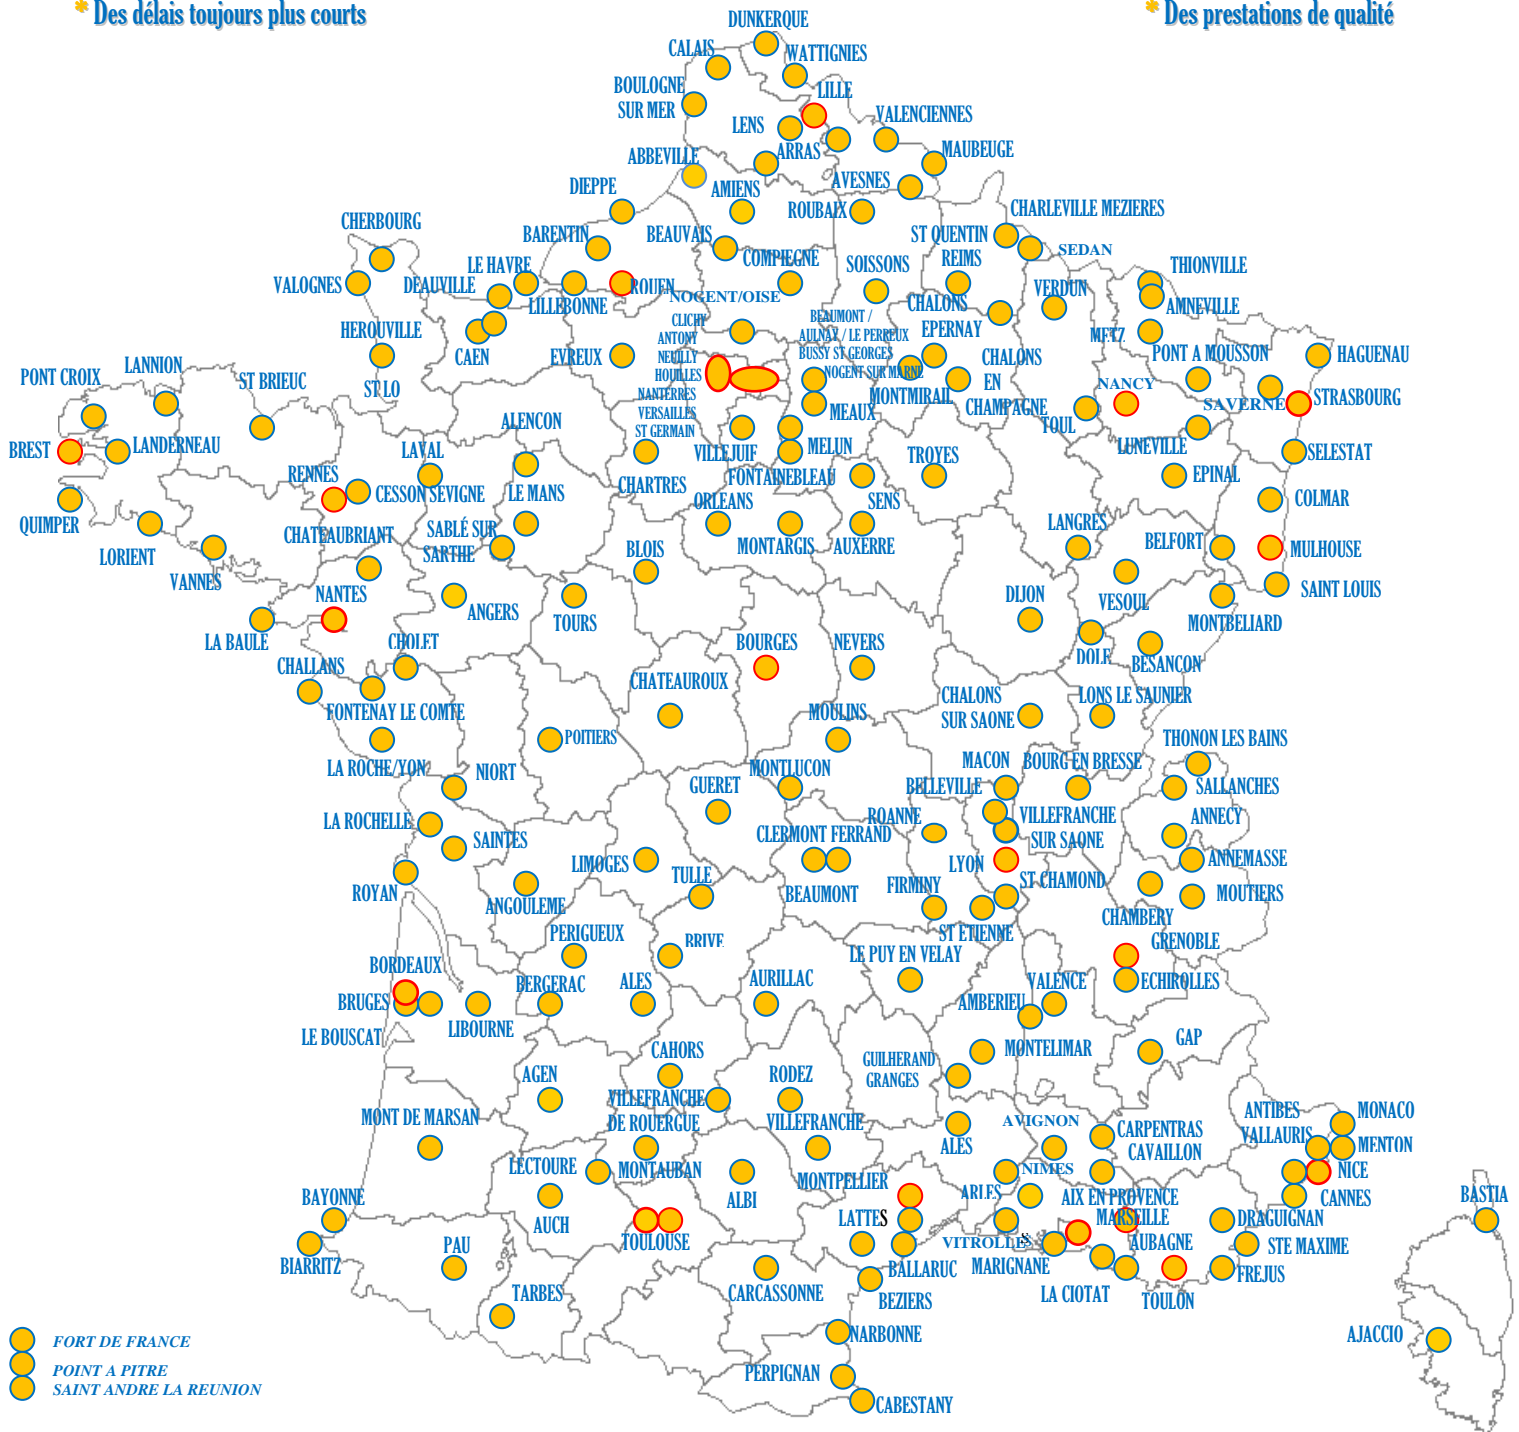 * Des délais toujours plus courts
* Des prestations de qualité
DUNKERQUE
CALAIS
WATTIGNIES
BOULOGNE
SUR MER
LILLE
LENS
VALENCIENNES
ARRAS
MAUBEUGE
ABBEVILLE
AVESNES
DIEPPE
AMIENS
ROUBAIX
CHARLEVILLE MEZIERES
CHERBOURG
BARENTIN
BEAUVAIS
ST QUENTIN
SEDAN
COMPIEGNE
LE HAVRE
SOISSONS
REIMS
THIONVILLE
VALOGNES
DEAUVILLE
ROUEN
NOGENT/OISE
VERDUN
LILLEBONNE
CHALONS
AMNEVILLE
HEROUVILLE
CLICHY
ANTONY
NEUILLY
HOUILLES
NANTERRES
VERSAILLES
ST GERMAIN
BEAUMONT /
AULNAY / LE PERREUX
BUSSY ST GEORGES
NOGENT SUR MARNE
EPERNAY
METZ
CAEN
EVREUX
CHALONS
EN
CHAMPAGNE
PONT A MOUSSON
HAGUENAU
LANNION
PONT CROIX
ST BRIEUC
ST LO
MONTMIRAIL
NANCY
SAVERNE
STRASBOURG
MEAUX
TOUL
ALENCON
BREST
LANDERNEAU
LAVAL
VILLEJUIF
MELUN
TROYES
LUNEVILLE
SELESTAT
RENNES
CESSON SEVIGNE
LE MANS
CHARTRES
FONTAINEBLEAU
EPINAL
QUIMPER
ORLEANS
SENS
COLMAR
LORIENT
CHATEAUBRIANT
SABLÉ SUR
SARTHE
BLOIS
MONTARGIS
AUXERRE
LANGRES
BELFORT
MULHOUSE
VANNES
NANTES
ANGERS
TOURS
DIJON
VESOUL
SAINT LOUIS
MONTBELIARD
LA BAULE
CHOLET
BOURGES
NEVERS
DOLE
BESANCON
CHALLANS
CHATEAUROUX
CHALONS
SUR SAONE
LONS LE SAUNIER
FONTENAY LE COMTE
MOULINS
POITIERS
THONON LES BAINS
LA ROCHE/YON
NIORT
MONTLUCON
MACON
BOURG EN BRESSE
GUERET
BELLEVILLE
SALLANCHES
LA ROCHELLE
ROANNE
VILLEFRANCHE
SUR SAONE
ANNECY
SAINTES
CLERMONT FERRAND
LIMOGES
LYON
ANNEMASSE
ROYAN
TULLE
BEAUMONT
FIRMINY
ST CHAMOND
MOUTIERS
ANGOULEME
CHAMBERY
PERIGUEUX
BRIVE
ST ETIENNE
GRENOBLE
BORDEAUX
LE PUY EN VELAY
BRUGES
BERGERAC
ALES
AURILLAC
VALENCE
ECHIROLLES
LIBOURNE
AMBERIEU
LE BOUSCAT
CAHORS
GUILHERAND
GRANGES
MONTELIMAR
GAP
AGEN
RODEZ
VILLEFRANCHE
DE ROUERGUE
MONT DE MARSAN
VILLEFRANCHE
ALES
AVIGNON
CARPENTRAS
CAVAILLON
ANTIBES
MONACO
VALLAURIS
MENTON
LECTOURE
MONTAUBAN
MONTPELLIER
NIMES
NICE
BAYONNE
AUCH
ALBI
ARLES
AIX EN PROVENCE
CANNES
BASTIA
LATTES
MARSEILLE
DRAGUIGNAN
TOULOUSE
VITROLLES
S
AUBAGNE
STE MAXIME
BIARRITZ
PAU
BALLARUC
MARIGNANE
FREJUS
TARBES
CARCASSONNE
BEZIERS
LA CIOTAT
TOULON
NARBONNE
AJACCIO
FORT DE FRANCE
POINT A PITRE
PERPIGNAN
SAINT ANDRE LA REUNION
CABESTANY